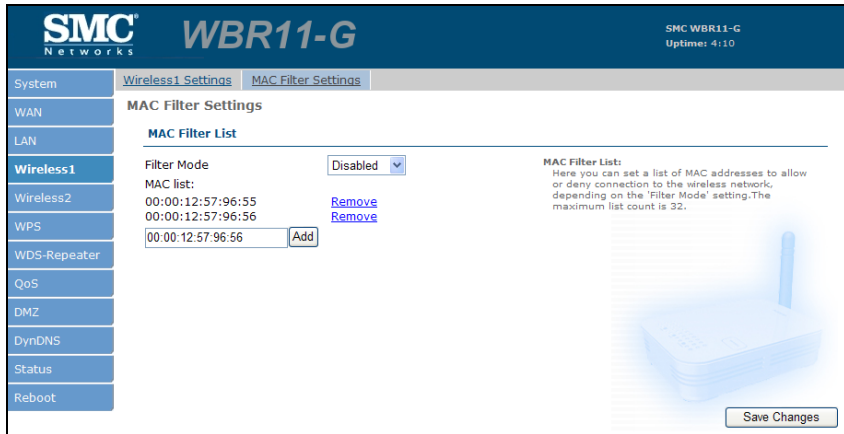 SMC®
Networks
WBR11-G
SMC WBR11-G
Uptime: 4:10
System
WAN
LAN
Wireless1
Wireless2
WPS
WDS-Repeater
QoS
DMZ
DynDNS
Status
Reboot
Wireless1 Settings MAC Filter Settings
MAC Filter Settings
MAC Filter List
Filter Mode Disabled
MAC list:
00:00:12:57:96:55 Remove
00:00:12:57:96:56 Remove
00:00:12:57:96:56 Add
MAC Filter List:
Here you can set a list of MAC addresses to allow
or deny connection to the wireless network,
depending on the 'Filter Mode' setting.The
maximum list count is 32.
Save Changes